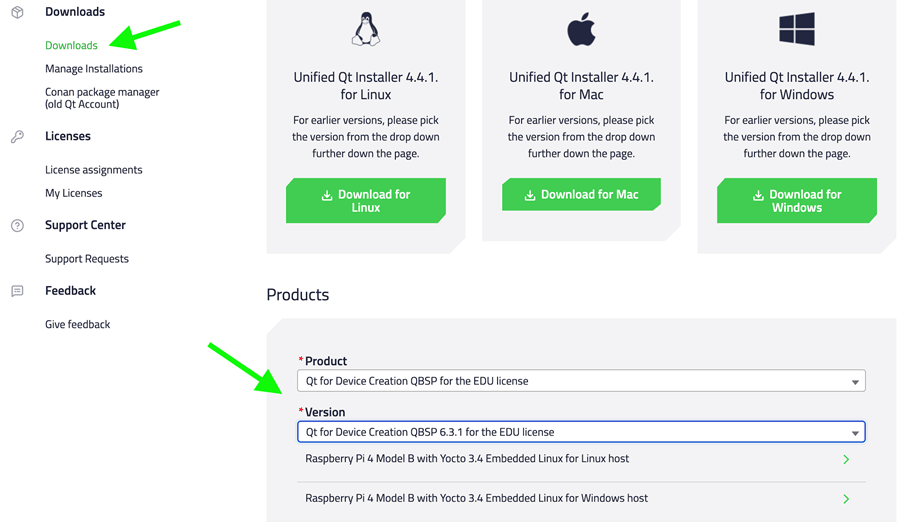 Downloads
Downloads
Manage Installations
Conan package manager
(old Qt Account)
Licenses
License assignments
My Licenses
Support Center
Support Requests
Feedback
Give feedback
Unified Qt Installer 4.4.1.
for Linux
For earlier versions, please pick
the version from the drop down
further down the page.
Download for
Linux
Unified Qt Installer 4.4.1.
for Mac
For earlier versions, please pick
the version from the drop down
further down the page.
Download for Mac
Unified Qt Installer 4.4.1.
for Windows
For earlier versions, please pick
the version from the drop down
further down the page.
Download for
Windows
Products
* Product
Qt for Device Creation QBSP for the EDU license
* Version
Qt for Device Creation QBSP 6.3.1 for the EDU license
Raspberry Pi 4 Model B with Yocto 3.4 Embedded Linux for Linux host
Raspberry Pi 4 Model B with Yocto 3.4 Embedded Linux for Windows host